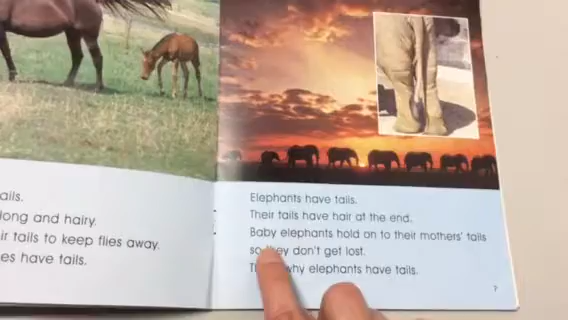 ails.
long and hairy.
ir tails to keep flies away.
es have tails.
Elephants have tails.
Their tails have hair at the end.
Baby elephants hold on to their mothers' tails
so they don't get lost.
why elephants have tails.
7